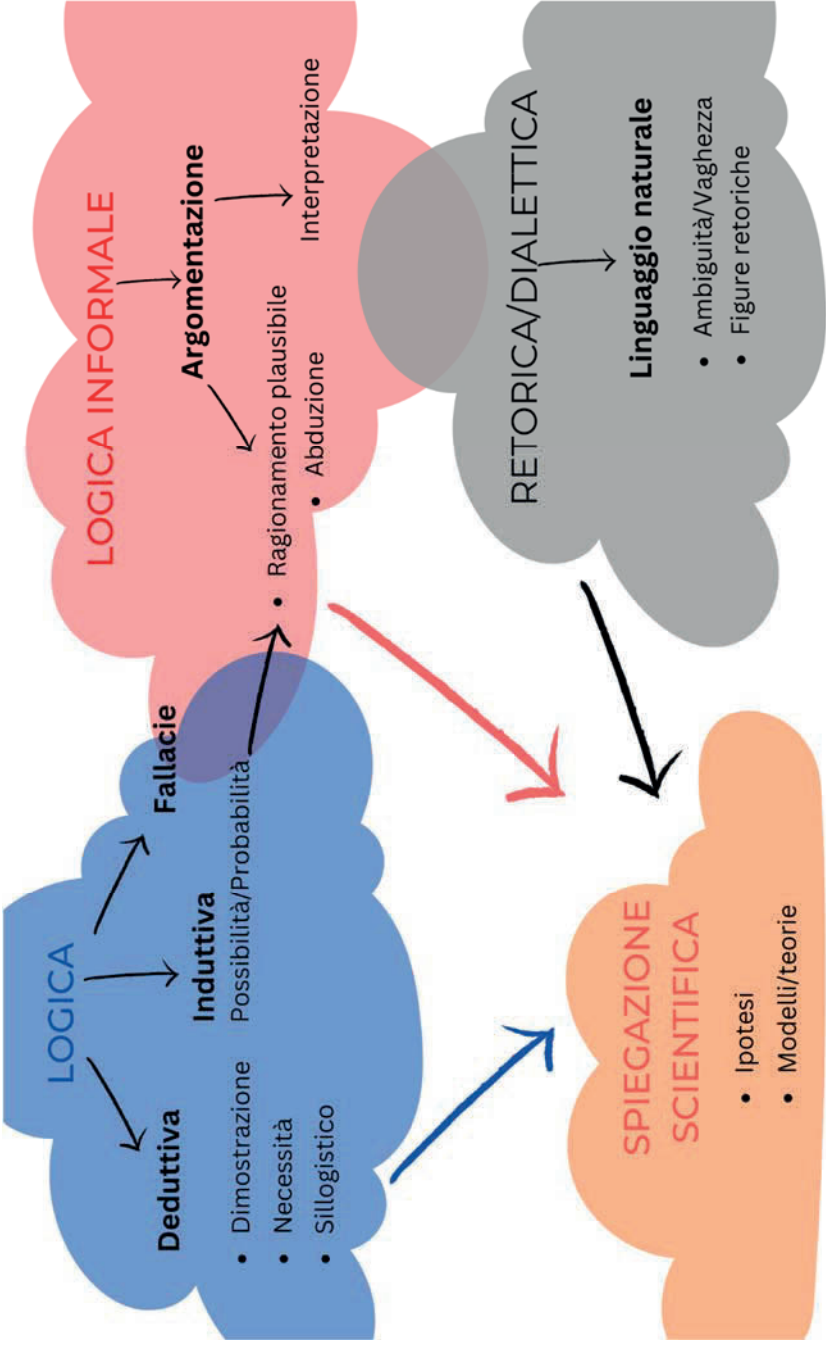 LOGICA
Deduttiva
• Dimostrazione
• Necessità
• Sillogistico
Induttiva
Possibilità/Probabilità
Fallacie
LOGICA INFORMALE
Argomentazione
• Ragionamento plausibile
• Abduzione
Interpretazione
SPIEGAZIONE
SCIENTIFICA
• Ipotesi
• Modelli/teorie
RETORICA/DIALETTICA
Linguaggio naturale
• Ambiguità/Vaghezza
• Figure retoriche